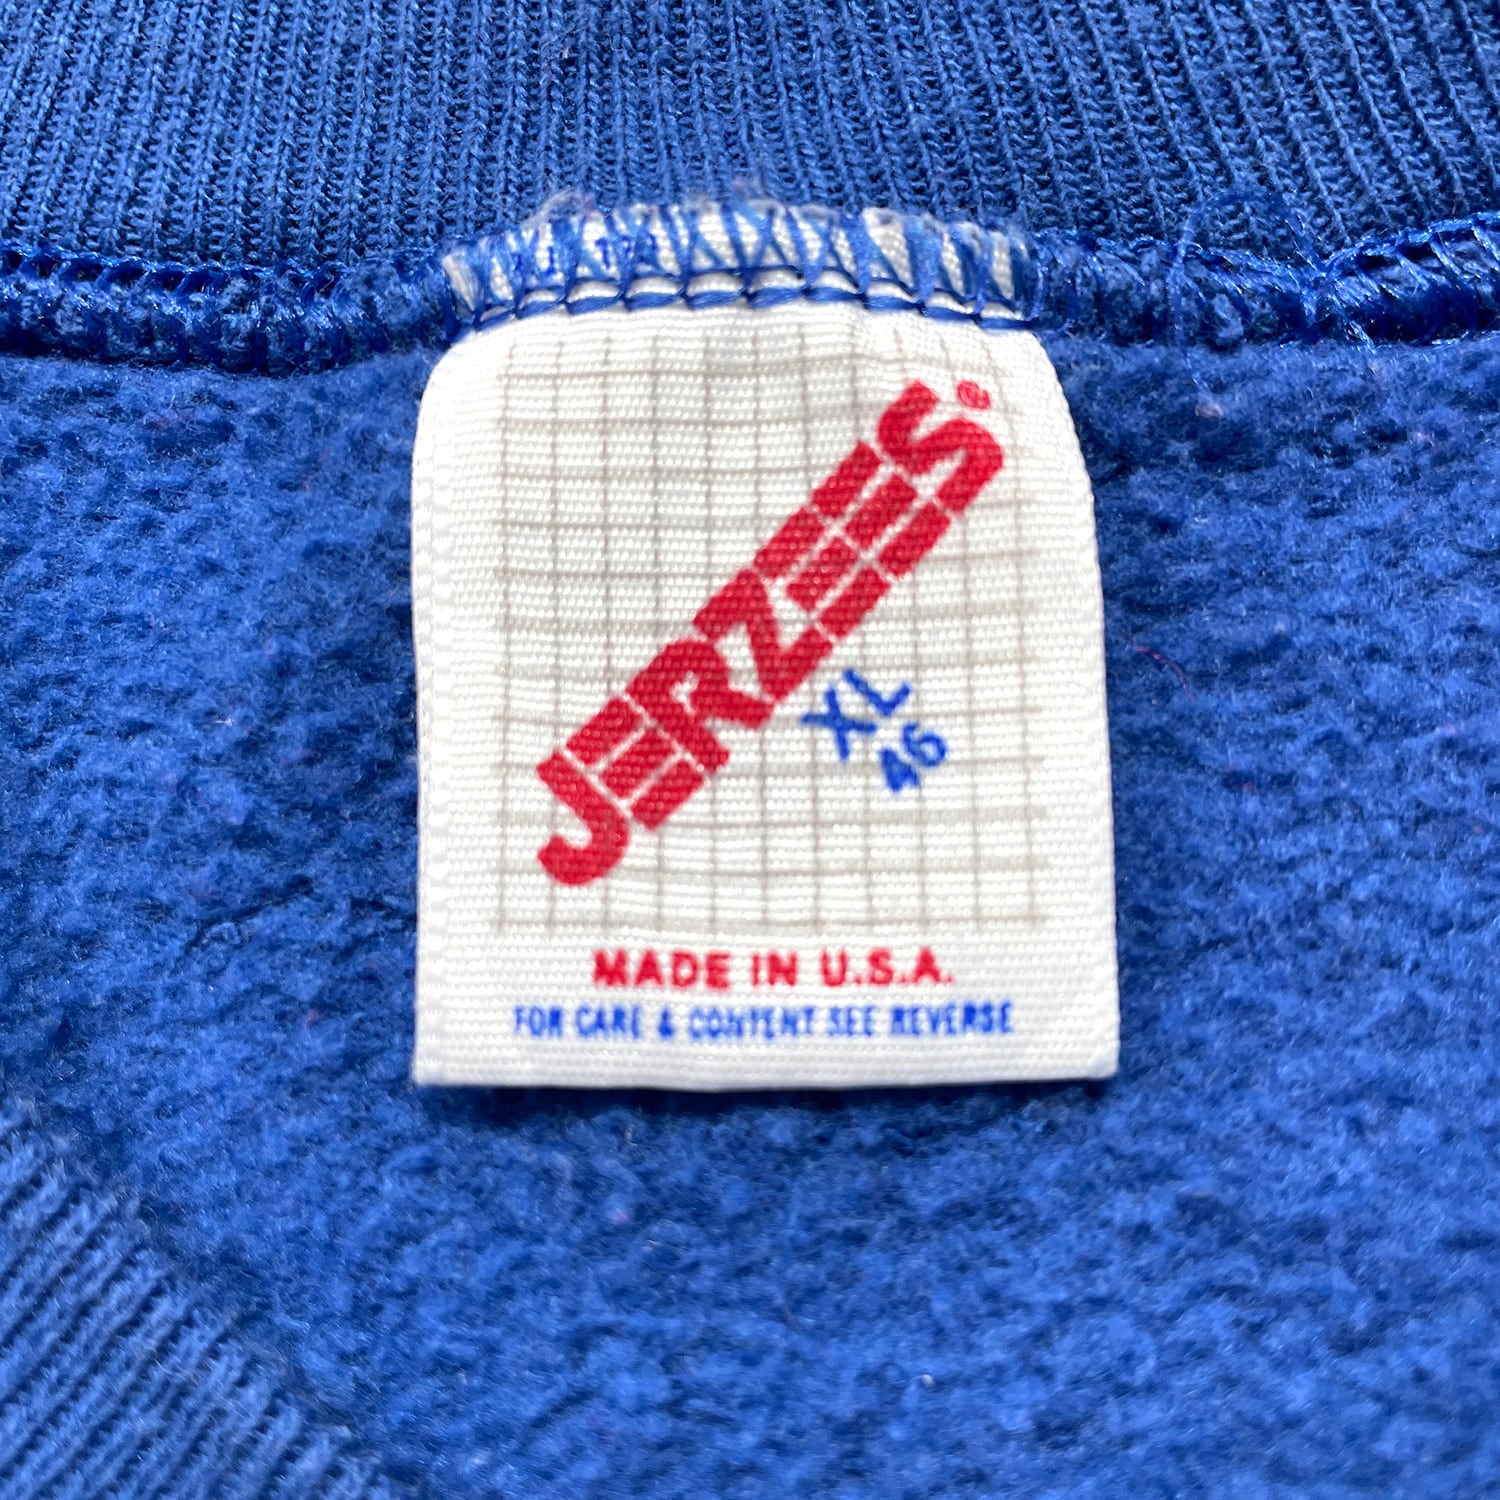 JERZEES®
XL
46
MADE IN U.S.A.
FOR CARE & CONTENT SEE REVERSE